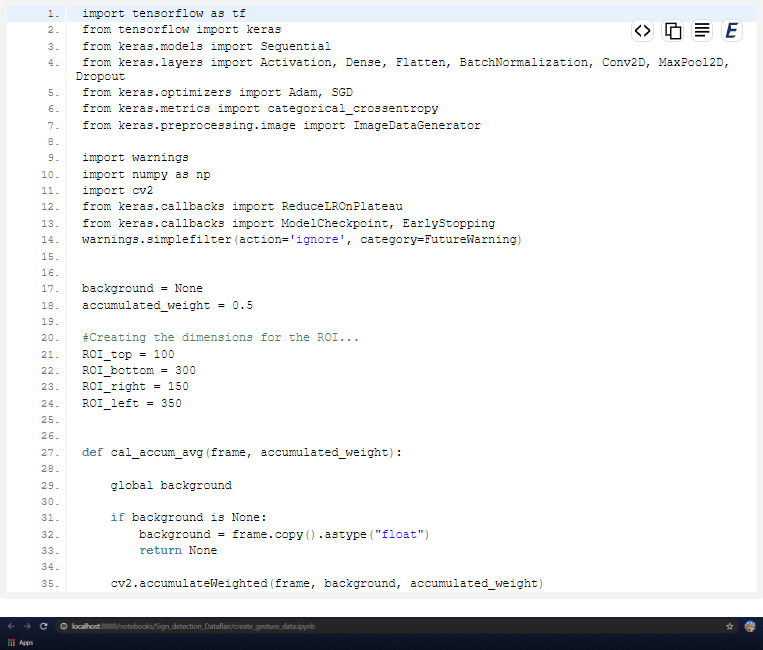 1. import tensorflow as tf
2. from tensorflow import keras
3. from keras.models import Sequential
4. from keras.layers import Activation, Dense, Flatten, BatchNormalization, Conv2D, MaxPool2D,
Dropout
5. from keras.optimizers import Adam, SGD
6. from keras.metrics import categorical_crossentropy
7. from keras.preprocessing.image import ImageDataGenerator
8.
9. import warnings
10. import numpy as np
11. import cv2
12. from keras.callbacks import ReduceLROnPlateau
13. from keras.callbacks import ModelCheckpoint, EarlyStopping
14. warnings.simplefilter(action='ignore', category=FutureWarning)
15.
16.
17. background = None
18. accumulated_weight = 0.5
19.
20. #Creating the dimensions for the ROI...
21. ROI_top = 100
22. ROI_bottom = 300
23. ROI_right = 150
24. ROI_left = 350
25.
26.
27. def cal_accum_avg(frame, accumulated_weight):
28.
29. global background
30.
31. if background is None:
32. background = frame.copy().astype("float")
33. return None
34.
35. cv2.accumulateWeighted(frame, background, accumulated_weight)
E
localhost:8888/notebooks/Sign_detection_Dataflair/create_gesture_data.ipynb
Apps